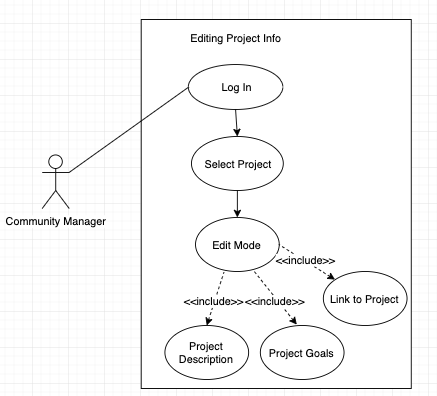 Editing Project Info
Log In
Select Project
Community Manager
Edit Mode
<<include>>
Link to Project
<<include>>
<<include>>
Project
Description
Project Goals